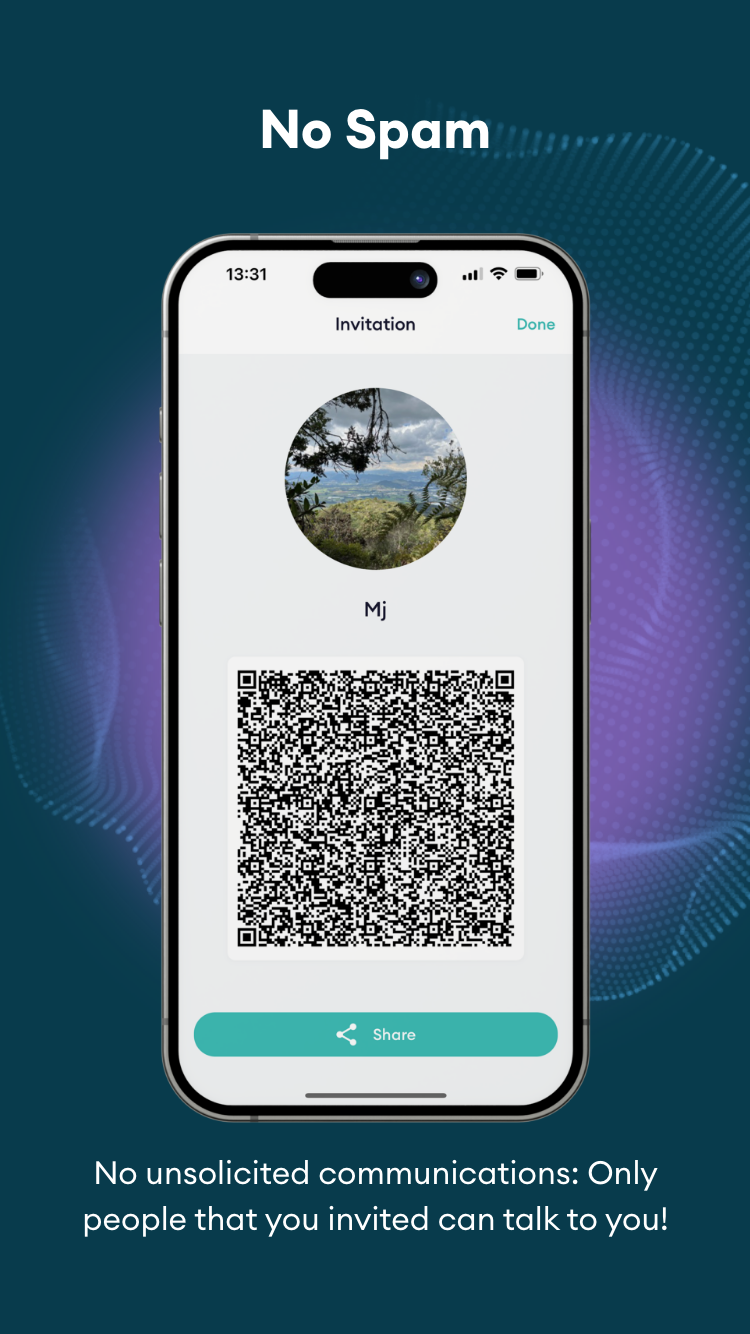 No Spam
13:31
Invitation
Done
Mj
Share
No unsolicited communications: Only
people that you invited can talk to you!